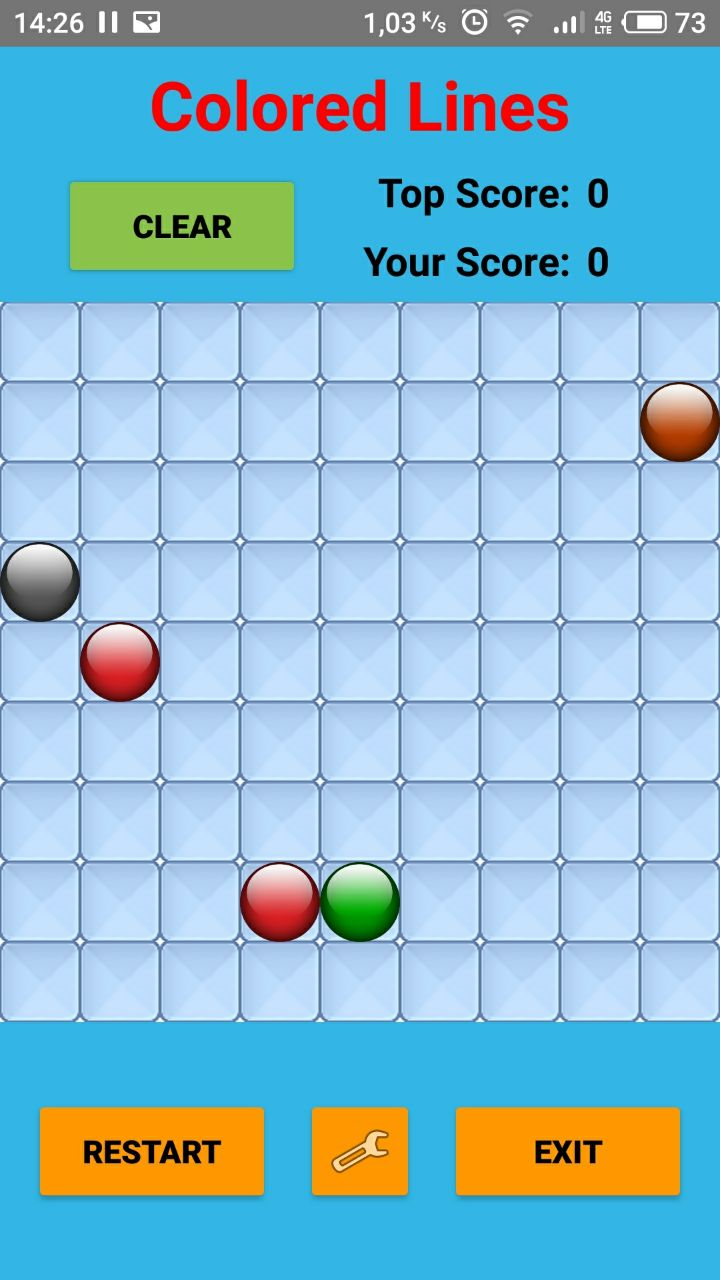 14:26 1,03 K/s 4G LTE 73
Colored Lines
CLEAR
Top Score: 0
Your Score: 0
RESTART
EXIT